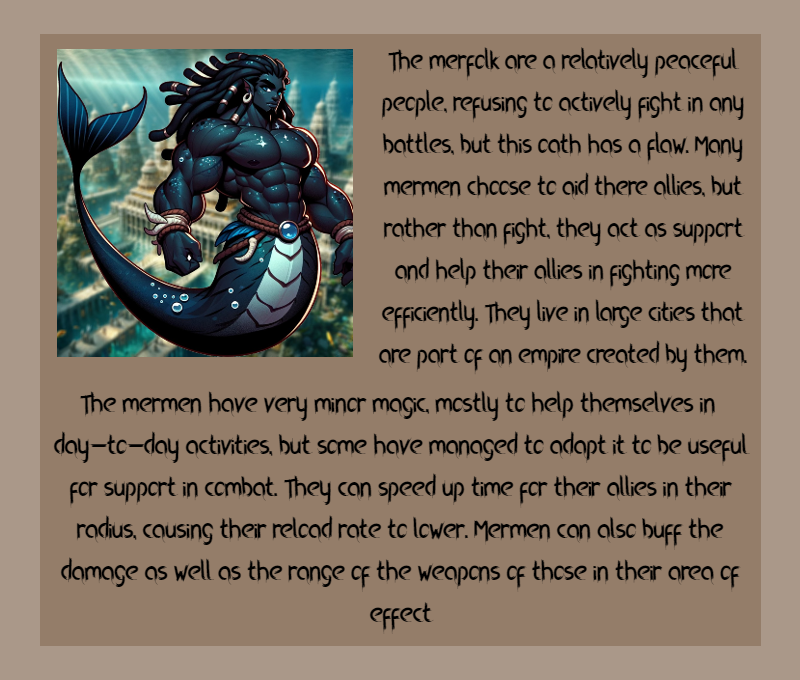 The merfolk are a relatively peaceful
people, refusing to actively fight in any
battles, but this oath has a flaw. Many
mermen choose to aid there allies, but
rather than fight, they act as support
and help their allies in fighting more
efficiently. They live in large cities that
are part of an empire created by them.
The mermen have very minor magic, mostly to help themselves in
day-to-day activities, but some have managed to adapt it to be useful
for support in combat. They can speed up time for their allies in their
radius, causing their reload rate to lower. Mermen can also buff the
damage as well as the range of the weapons of those in their area of
effect